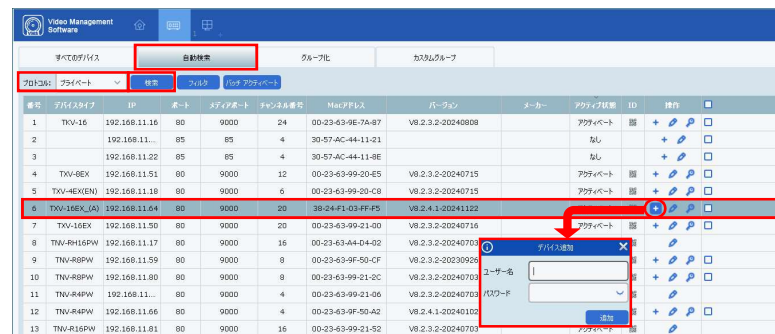 Video Management
Software
すべてのデバイス 自動検索 グループ化 カスタムグループ
プロトコル: プライベート 検索 フィルタ バッチ アクティベート
番号 デバイスタイプ IP ポート メディアポート チャンネル番号 Macアドレス バージョン メーカー アクティブ状態 ID 操作
1 TKV-16 192.168.11.16 80 9000 24 00-23-63-9E-7A-87 V8.2.3.2-20240808 アクティベート
2 192.168.11... 85 85 4 30-57-AC-44-11-21 なし
3 192.168.11.22 85 85 4 30-57-AC-44-11-8E なし
4 TXV-8EX 192.168.11.51 80 9000 12 00-23-63-99-20-E5 V8.2.3.2-20240715 アクティベート
5 TXV-4EX(EN) 192.168.11.18 80 9000 6 00-23-63-99-20-C8 V8.2.3.2-20240715 アクティベート
6 TXV-16EX_(A) 192.168.11.64 80 9000 20 38-24-F1-03-FF-F5 V8.2.4.1-20241122 アクティベート
7 TXV-16EX 192.168.11.50 80 9000 20 00-23-63-99-21-00 V8.2.3.2-20240716 アクティベート
8 TNV-RH16PW 192.168.11.17 80 9000 16 00-23-63-A4-D4-02 V8.2.3.2-20240703
9 TNV-R8PW 192.168.11.59 80 9000 8 00-23-63-9F-50-CF V8.2.3.2-20230926
10 TNV-R8PW 192.168.11.80 80 9000 8 00-23-63-99-21-2C V8.2.3.2-20240703
11 TNV-R4PW 192.168.11... 80 9000 4 00-23-63-99-21-06 V8.2.3.2-20240703
12 TNV-R4PW 192.168.11.66 80 9000 4 00-23-63-9F-50-A2 V8.2.4.1-20240102
13 TNV-R16PW 192.168.11.81 80 9000 16 00-23-63-99-21-52 V8.2.3.2-20240703 アクティベート
デバイス追加
ユーザー名
パスワード
追加